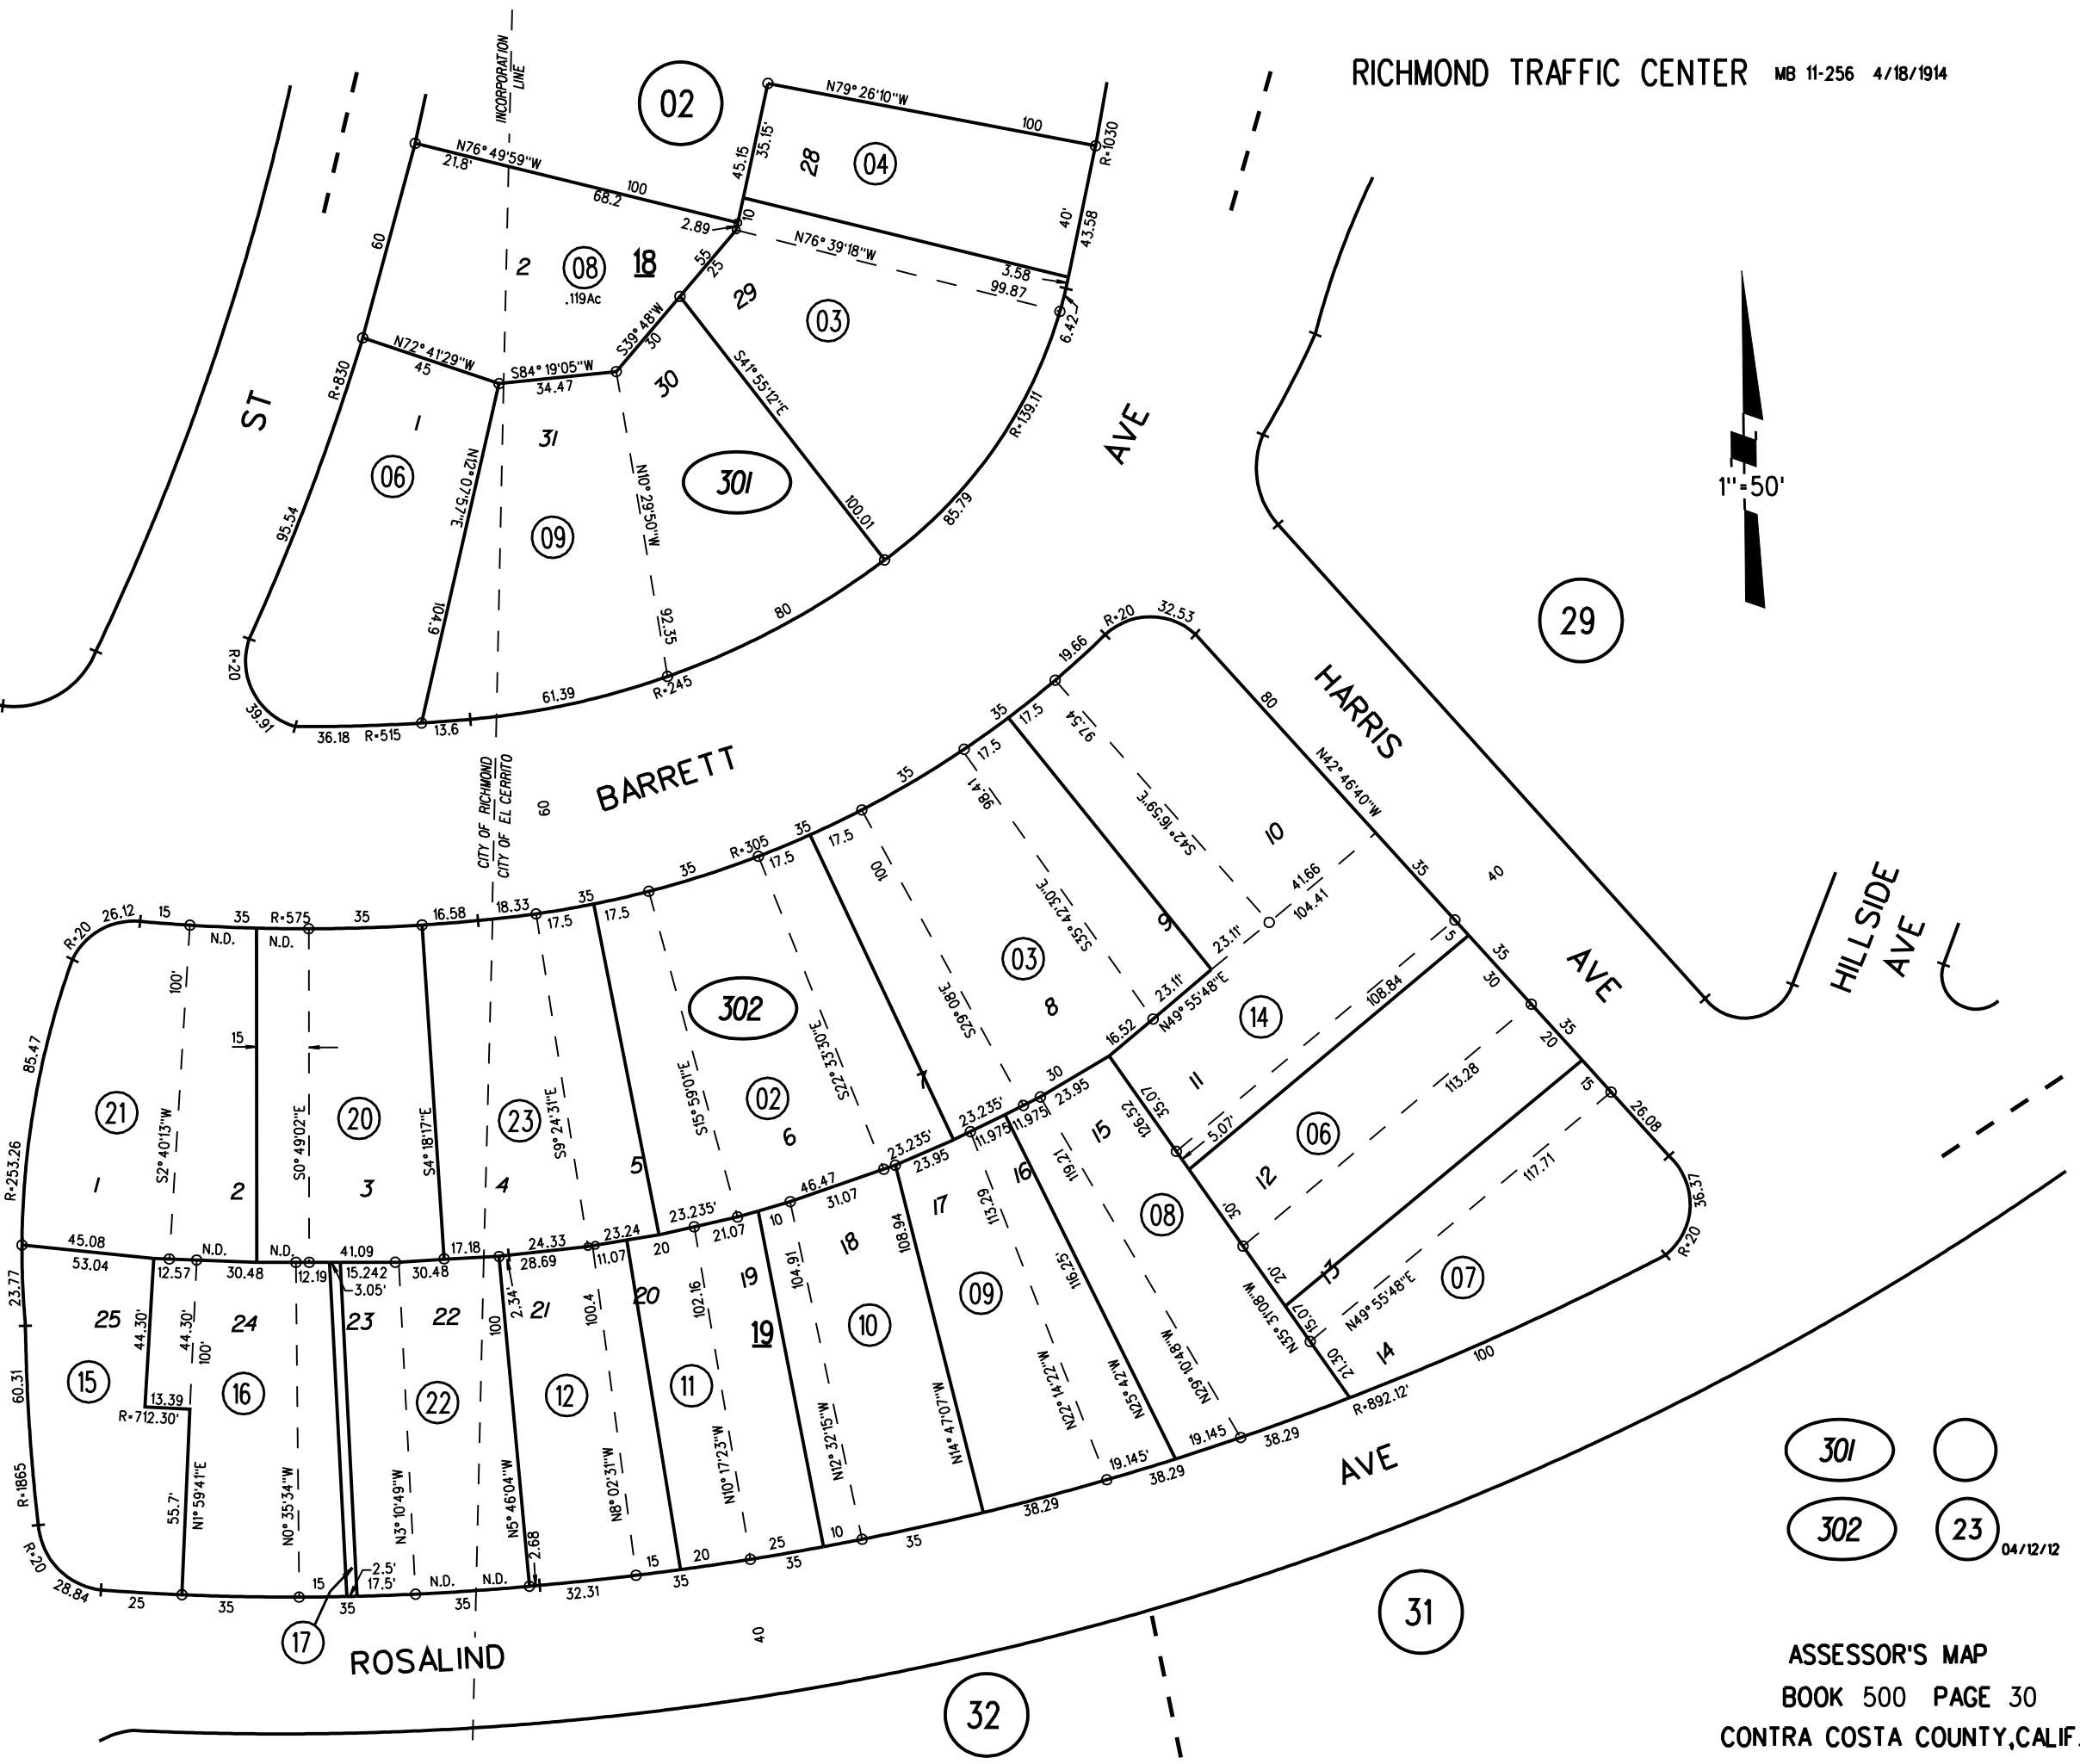 RICHMOND TRAFFIC CENTER MB 11-256 4/18/1914
INCORPORATION
LINE
02
N79°26'10"W
100
R=1030
45.15
35.15'
28
04
10
40'
43.58
N76°49'59"W
21.8'
100
68.2
2.89
N76°39'18"W
3.58
99.87
6.42
60
2
08
.119Ac
18
55
25
29
03
S39°48'W
30
N72°41'29"W
45
S84°19'05"W
34.47
R=830
ST
1
06
95.54
N12°07'57"E
104.9
31
09
30
301
N10°29'50"W
92.35
S41°55'12"E
100.01
R=139.11
85.79
AVE
80
R=245
61.39
13.6
R=515
36.18
39.91
R=20
1"=50'
29
CITY OF RICHMOND
CITY OF EL CERRITO
60
BARRETT
HARRIS
AVE
40
HILLSIDE
AVE
R=20
26.12
15
35
R=575
35
16.58
18.33
35
17.5
17.5
35
R=305
17.5
35
17.5
35
17.5
35
17.5
19.66
R=20
32.53
80
N42°46'40"W
35
35
30
35
20
15
26.08
36.37
R=20
N.D.
N.D.
100'
15
85.47
R=253.26
21
S2°40'13"W
1
2
S0°49'02"E
20
3
S4°18'17"E
23
4
S9°24'31"E
5
S15°59'01"E
302
02
6
S22°33'30"E
7
100
S29°08'E
03
8
98.41
S35°42'30"E
9
97.54
S42°16'59"E
10
41.66
104.41
23.11'
23.11'
N49°55'48"E
16.52
14
11
5
108.84
5.07'
35.07
126.52
06
12
113.28
30'
20'
13
117.71
15.07
N49°55'48"E
07
14
21.30
N35°31'08"W
100
R=892.12'
45.08
53.04
N.D.
12.57
30.48
N.D.
12.19
41.09
15.242
3.05'
30.48
17.18
24.33
28.69
2.34'
23.24
11.07
20
23.235'
21.07
10
46.47
31.07
23.235'
23.95
23.235'
11.975
11.975
30
23.95
23.77
60.31
R=1865
R=20
28.84
25
15
44.30'
13.39
R=712.30'
44.30'
100'
55.7'
N1°59'41"E
24
16
N0°35'34"W
23
22
22
N3°10'49"W
100
N5°46'04"W
2.68
21
12
100.4
N8°02'31"W
20
11
102.16
N10°17'23"W
19
19
104.91
N12°32'15"W
18
10
108.94
N14°47'07"W
17
09
113.29
N22°14'22"W
16
116.25'
N25°42'W
15
119.21
N29°10'48"W
08
25
35
15
35
2.5'
17.5'
N.D.
N.D.
35
32.31
15
35
20
25
35
10
35
38.29
19.145'
38.29
19.145
38.29
17
ROSALIND
40
AVE
31
32
301
302
23
04/12/12
ASSESSOR'S MAP
BOOK 500 PAGE 30
CONTRA COSTA COUNTY,CALIF.